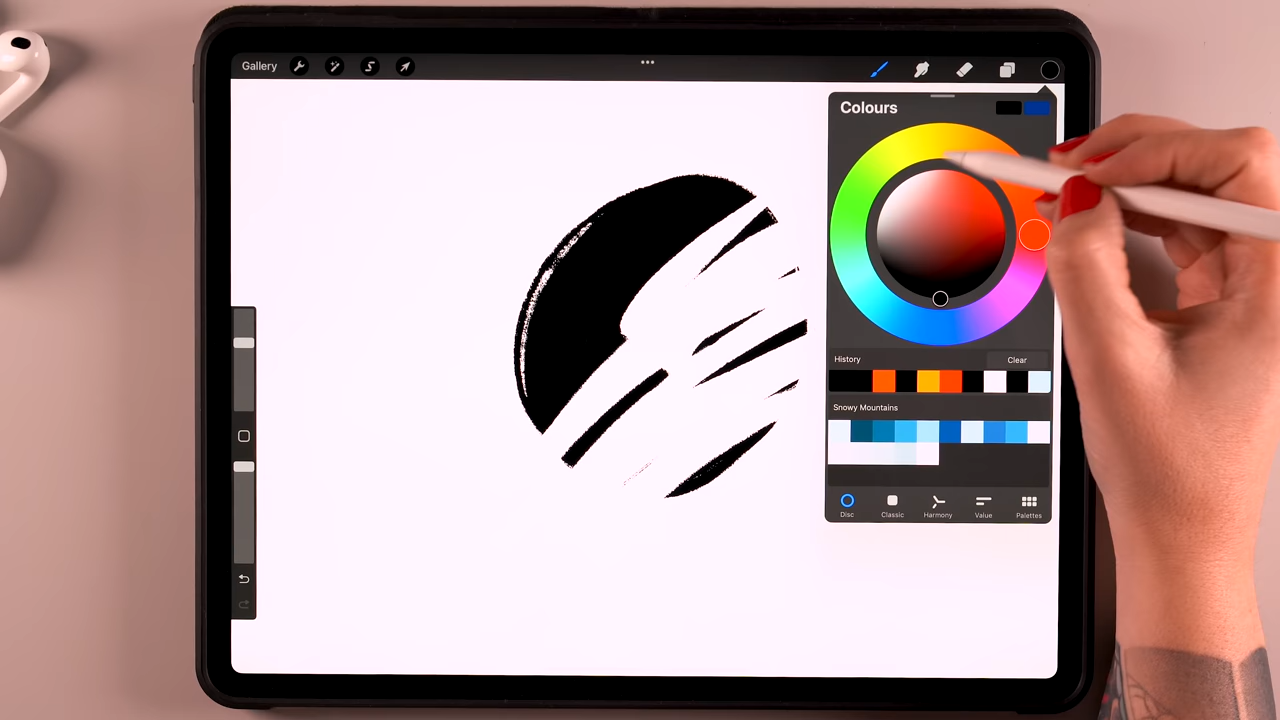 Gallery
Colours
History
Clear
Snowy Mountains
Disc
Classic
Harmony
Value
Palettes